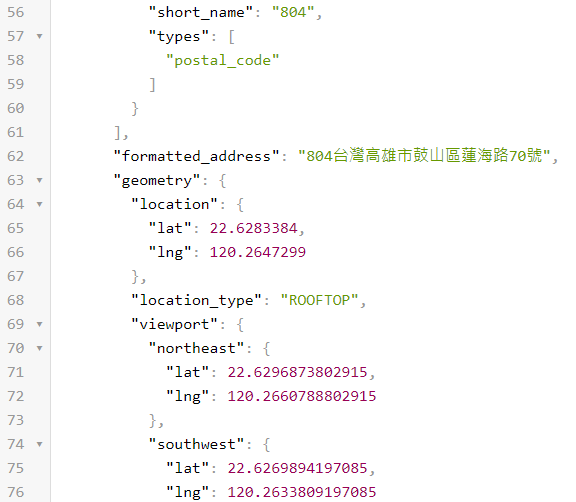 56 "short_name": "804",
57 "types": [
58 "postal_code"
59 ]
60 }
61 ],
62 "formatted_address": "804台灣高雄市鼓山區蓮海路70號",
63 "geometry": {
64 "location": {
65 "lat": 22.6283384,
66 "lng": 120.2647299
67 },
68 "location_type": "ROOFTOP",
69 "viewport": {
70 "northeast": {
71 "lat": 22.6296873802915,
72 "lng": 120.2660788802915
73 },
74 "southwest": {
75 "lat": 22.6269894197085,
76 "lng": 120.2633809197085